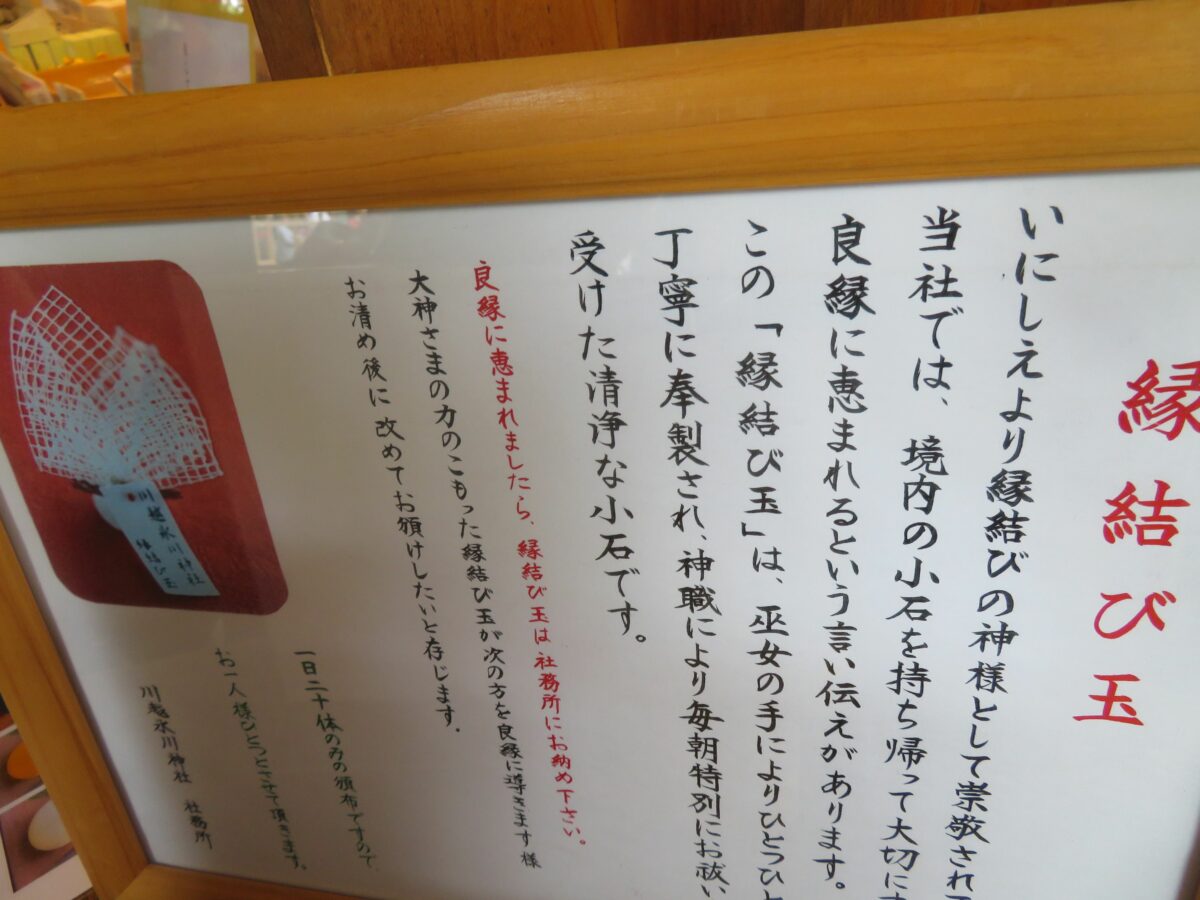 縁結び玉
いにしえより縁結びの神様として崇敬されて
当社では、境内の小石を持ち帰って大切に
良縁に恵まれるという言い伝えがあります。
この「縁結び玉」は、巫女の手によりひとつひと
丁寧に奉製され、神職により毎朝特別にお祓い
受けた清浄な小石です。
良縁に恵まれましたら、縁結び玉は社務所にお納め下さい。
大神さまの力のこもった縁結び玉が次の方を良縁に導きます様
お清め後に改めてお頒けしたいと存じます。
一日二十体のみの頒布ですので
お一人様ひとつとさせて頂きます。
川越氷川神社 社務所
川越氷川神社
縁結び玉